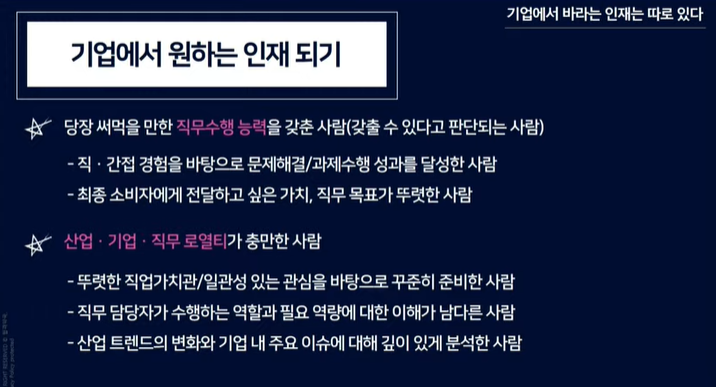 기업에서 바라는 인재는 따로 있다
기업에서 원하는 인재 되기
당장 써먹을 만한 직무수행 능력을 갖춘 사람(갖출 수 있다고 판단되는 사람)
- 직 · 간접 경험을 바탕으로 문제해결/과제수행 성과를 달성한 사람
- 최종 소비자에게 전달하고 싶은 가치, 직무 목표가 뚜렷한 사람
산업 · 기업 · 직무 로열티가 충만한 사람
- 뚜렷한 직업가치관/일관성 있는 관심을 바탕으로 꾸준히 준비한 사람
- 직무 담당자가 수행하는 역할과 필요 역량에 대한 이해가 남다른 사람
- 산업 트렌드의 변화와 기업 내 주요 이슈에 대해 깊이 있게 분석한 사람